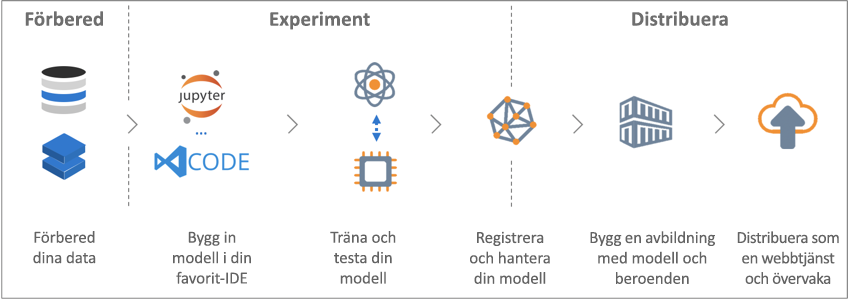 Förbered
Experiment
Distribuera
jupyter
...
CODE
Förbered
dina data
Bygg in
modell i din
favorit-IDE
Träna och
testa din
modell
Registrera
och hantera
din modell
Bygg en avbildning
med modell och
beroenden
Distribuera som
en webbtjänst
och övervaka